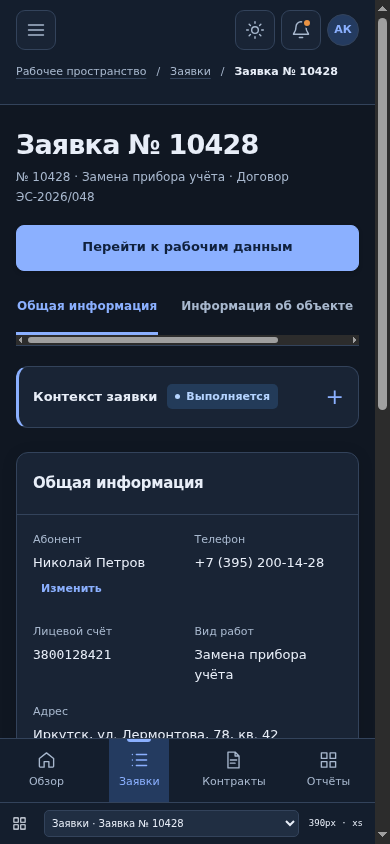 АК
Рабочее пространство / Заявки / Заявка № 10428
Заявка № 10428
№ 10428 · Замена прибора учёта · Договор
ЭС-2026/048
Перейти к рабочим данным
Общая информация Информация об объекте
Контекст заявки Выполняется
Общая информация
Абонент Телефон
Николай Петров +7 (395) 200-14-28
Изменить
Лицевой счёт Вид работ
3800128421 Замена прибора
учёта
Адрес
Иркутск, ул. Лермонтова, 78, кв. 42
Обзор Заявки Контракты Отчёты
Заявки · Заявка № 10428 390px · xs